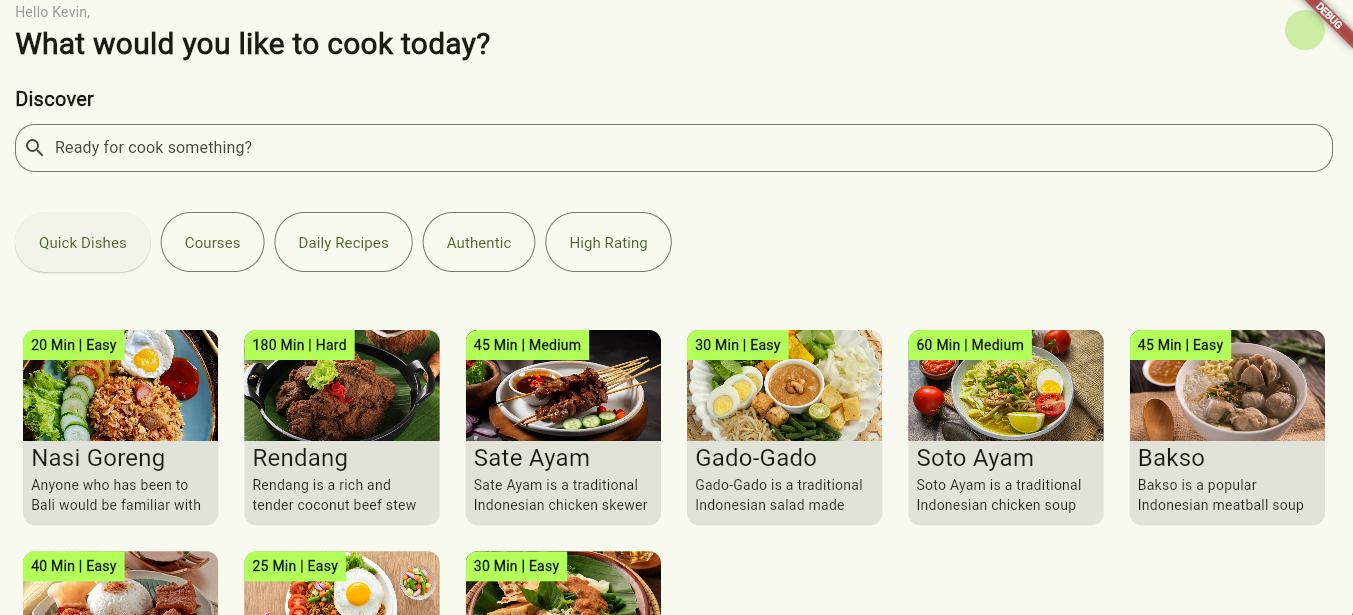 Hello Kevin,
What would you like to cook today?
DEBUG
Discover
Ready for cook something?
Quick Dishes
Courses
Daily Recipes
Authentic
High Rating
20 Min | Easy
Nasi Goreng
Anyone who has been to
Bali would be familiar with
180 Min | Hard
Rendang
Rendang is a rich and
tender coconut beef stew
45 Min | Medium
Sate Ayam
Sate Ayam is a traditional
Indonesian chicken skewer
30 Min | Easy
Gado-Gado
Gado-Gado is a traditional
Indonesian salad made
60 Min | Medium
Soto Ayam
Soto Ayam is a traditional
Indonesian chicken soup
45 Min | Easy
Bakso
Bakso is a popular
Indonesian meatball soup
40 Min | Easy
25 Min | Easy
30 Min | Easy